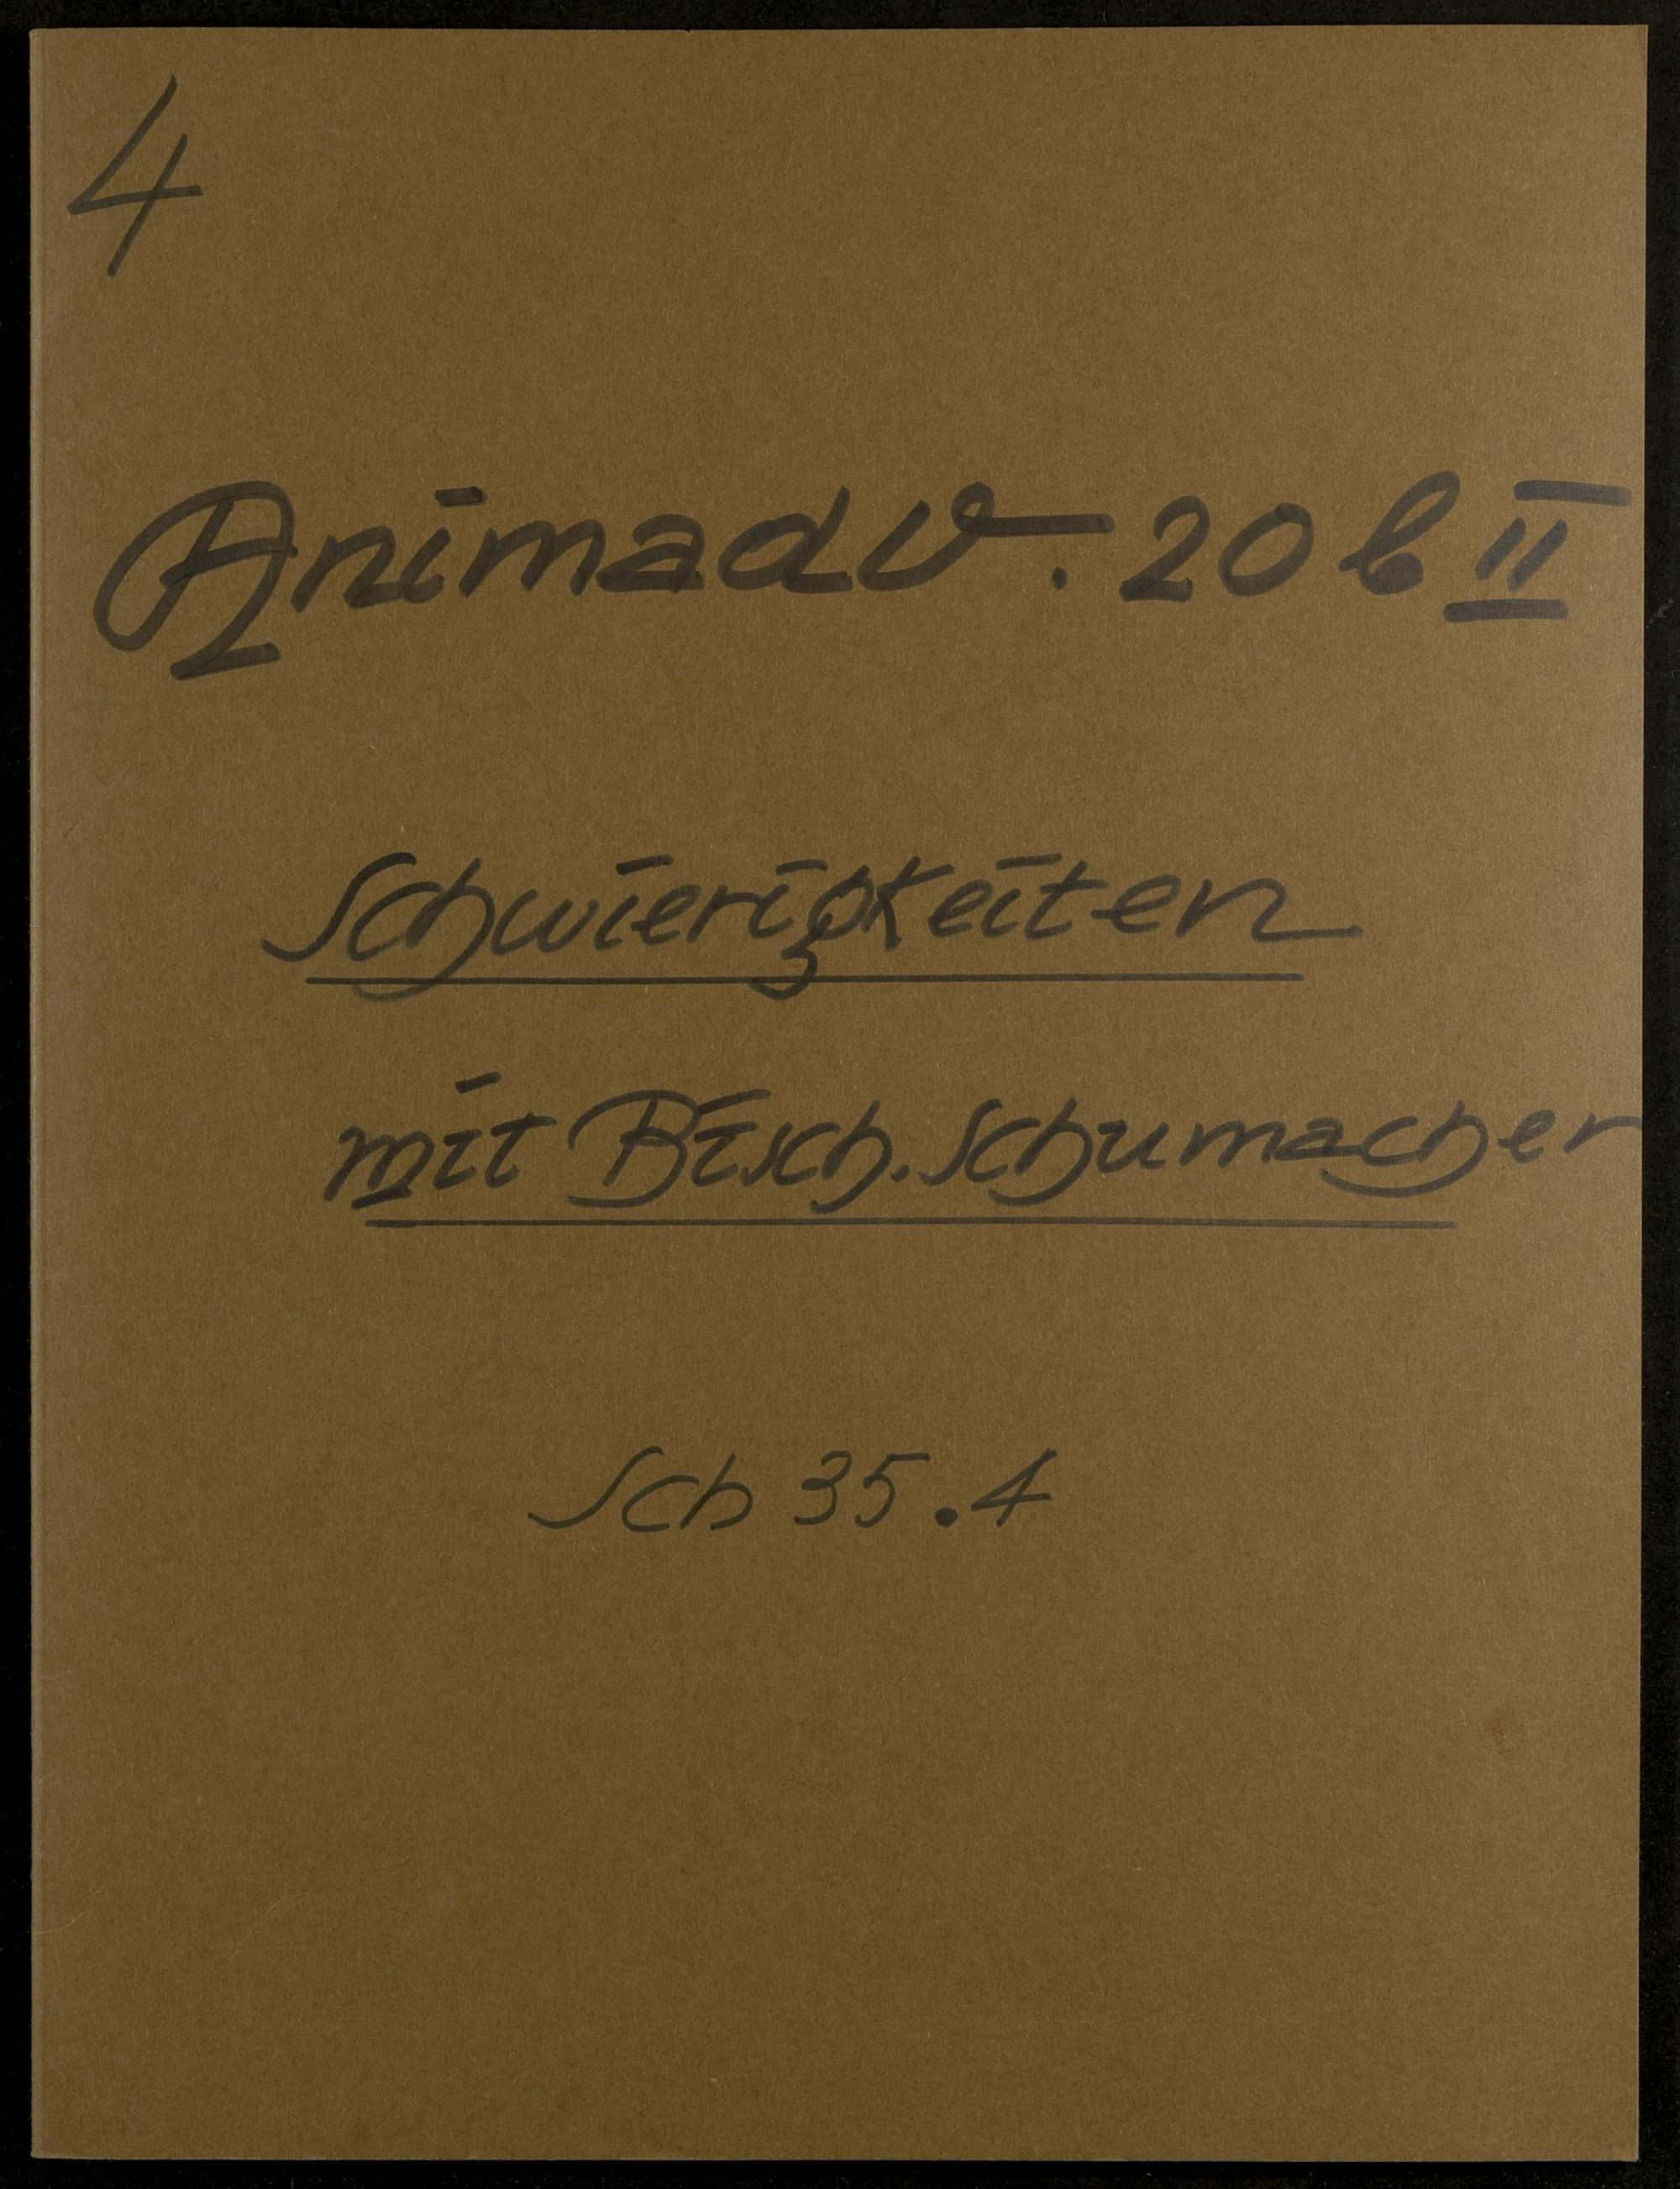 4
Animadv. 20 b II
Schwierigkeiten
mit Bisch. Schumacher
Sch 35.4